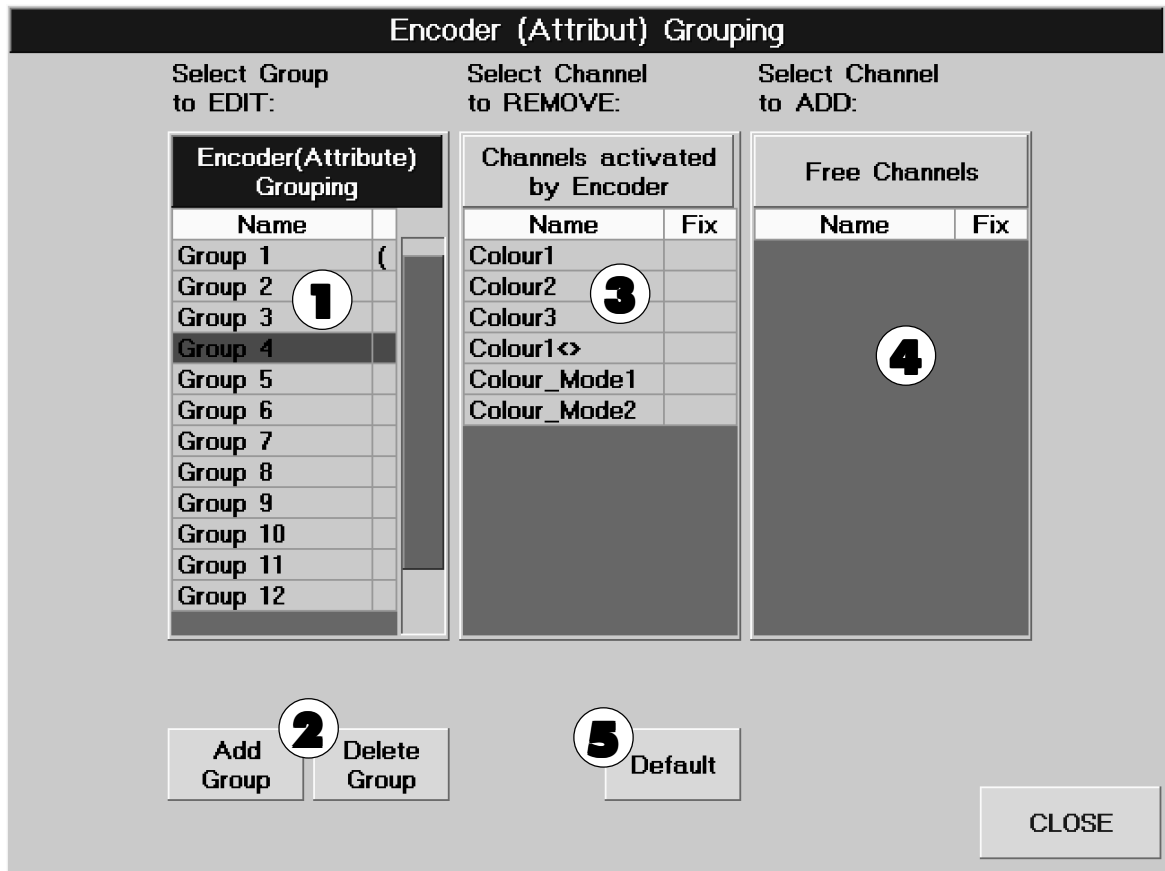 Encoder (Attribut) Grouping
Select Group
to EDIT:
Select Channel
to REMOVE:
Select Channel
to ADD:
Encoder(Attribute)
Grouping
Name
Group 1 (
Group 2
Group 3
Group 4
Group 5
Group 6
Group 7
Group 8
Group 9
Group 10
Group 11
Group 12
1
Channels activated
by Encoder
Name Fix
Colour1
Colour2
Colour3
Colour1<>
Colour_Mode1
Colour_Mode2
3
Free Channels
Name Fix
4
2
Add
Group
Delete
Group
5
Default
CLOSE